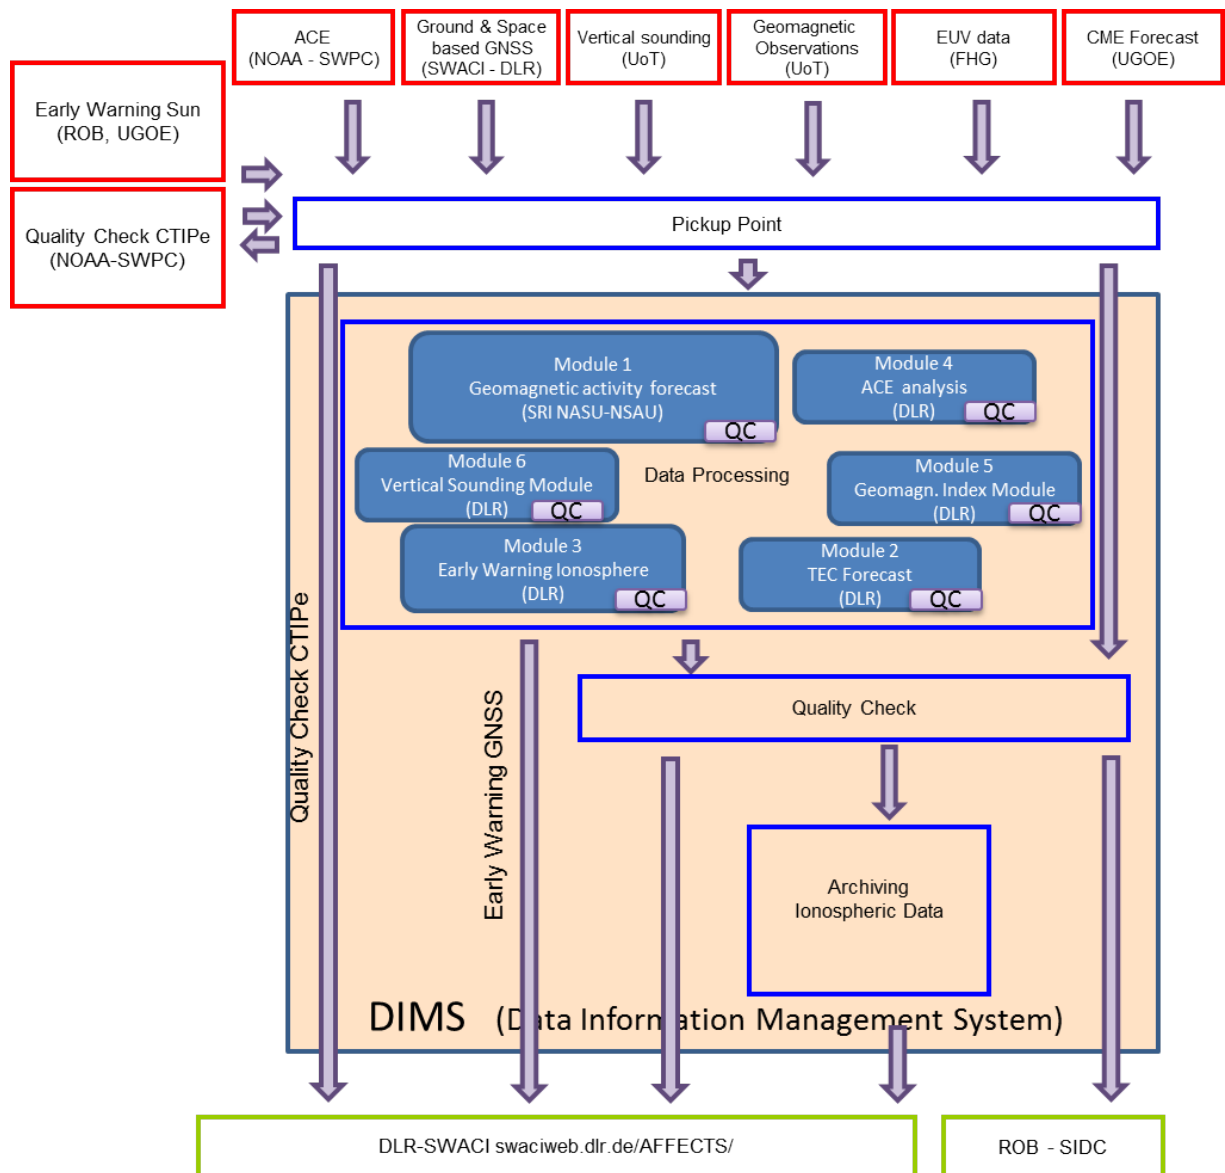 ACE
(NOAA - SWPC)
Ground & Space
based GNSS
(SWACI - DLR)
Vertical sounding
(UoT)
Geomagnetic
Observations
(UoT)
EUV data
(FHG)
CME Forecast
(UGOE)
Early Warning Sun
(ROB, UGOE)
Quality Check CTIPe
(NOAA-SWPC)
Pickup Point
Module 1
Geomagnetic activity forecast
(SRI NASU-NSAU)
QC
Module 4
ACE analysis
(DLR)
QC
Module 6
Vertical Sounding Module
(DLR)
QC
Data Processing
Module 5
Geomagn. Index Module
(DLR)
QC
Module 3
Early Warning Ionosphere
(DLR)
QC
Module 2
TEC Forecast
(DLR)
QC
Quality Check CTIPe
Early Warning GNSS
Quality Check
Archiving
Ionospheric Data
DIMS (Data Information Management System)
DLR-SWACI swaciweb.dlr.de/AFFECTS/
ROB - SIDC